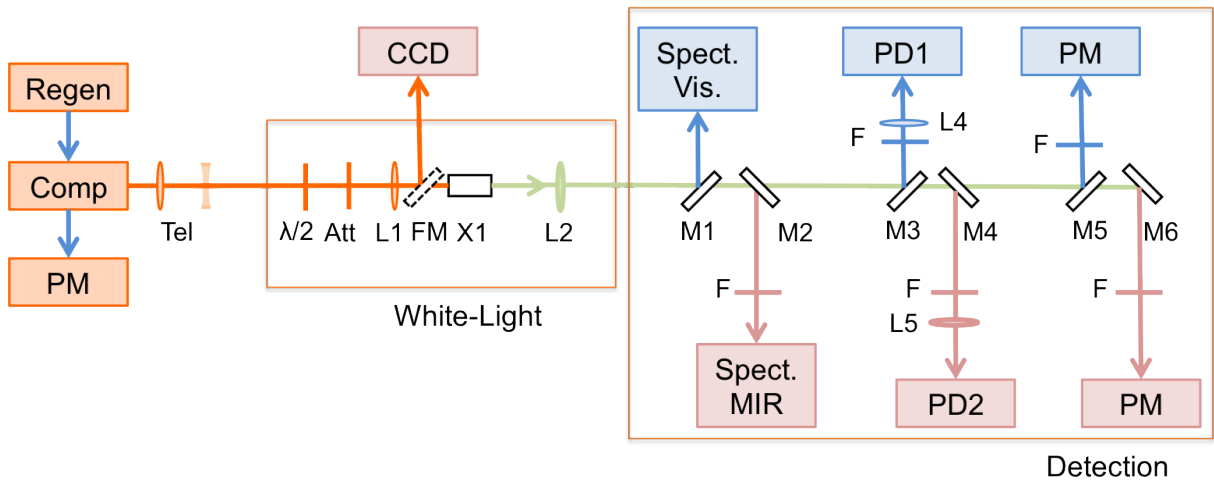 Regen
Comp
PM
Tel
CCD
λ/2
Att
L1
FM
X1
L2
White-Light
Spect.
Vis.
PD1
PM
F
L4
F
M1
M2
M3
M4
M5
M6
F
F
L5
F
Spect.
MIR
PD2
PM
Detection